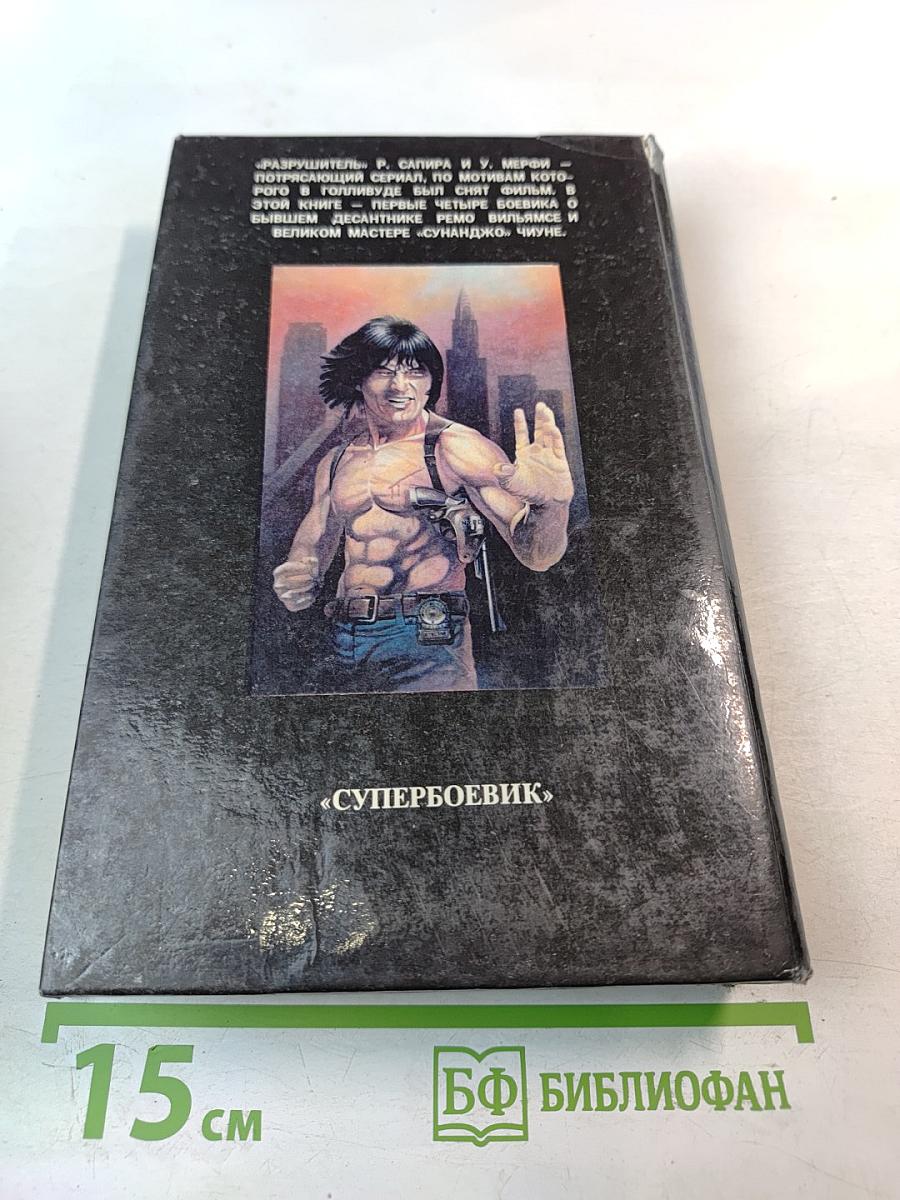 «РАЗРУШИТЕЛЬ» Р. САПИРА И У. МЕРФИ –
ПОТРЯСАЮЩИЙ СЕРИАЛ, ПО МОТИВАМ КОТО-
РОГО В ГОЛЛИВУДЕ БЫЛ СНЯТ ФИЛЬМ. В
ЭТОЙ КНИГЕ – ПЕРВЫЕ ЧЕТЫРЕ БОЕВИКА О
БЫВШЕМ ДЕСАНТНИКЕ РЕМО ВИЛЬЯМСЕ И
ВЕЛИКОМ МАСТЕРЕ «СУНАНДЖО» ЧИУНЕ.
«СУПЕРБОЕВИК»
15 см
БФ БИБЛИОФАН